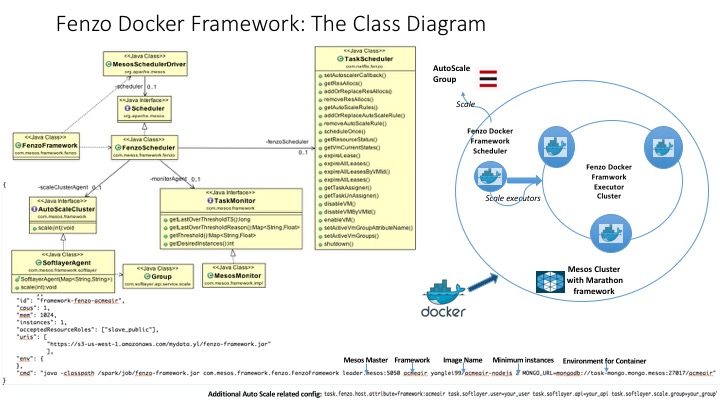 Fenzo Docker Framework: The Class Diagram
<<Java Class>>
MesosSchedulerDriver
org.apache.mesos
-scheduler 0..1
<<Java Interface>>
Scheduler
org.apache.mesos
<<Java Class>>
FenzoFramework
com.mesos.framework.fenzo
<<Java Class>>
FenzoScheduler
com.mesos.framework.fenzo
-fenzoScheduler
0..1
<<Java Class>>
TaskScheduler
com.netflix.fenzo
setAutoscalerCallback()
getResAllocs()
addOrReplaceResAllocs()
removeResAllocs()
getAutoScaleRules()
addOrReplaceAutoScaleRule()
removeAutoScaleRule()
scheduleOnce()
getResourceStatus()
getVmCurrentStates()
expireLease()
expireAllLeases()
expireAllLeasesByVMId()
expireAllLeases()
getTaskAssigner()
getTaskUnAssigner()
disableVM()
disableVMByVMId()
enableVM()
setActiveVmGroupAttributeName()
setActiveVmGroups()
shutdown()
{
-scaleClusterAgent 0..1
-monitorAgent 0..1
<<Java Interface>>
AutoScaleCluster
com.mesos.framework
scale(int):void
<<Java Interface>>
TaskMonitor
com.mesos.framework
getLastOverThresholdTS():long
getLastOverThresholdReason():Map<String,Float>
getThreshold():Map<String,Float>
getDesiredInstances():int
<<Java Class>>
SoftlayerAgent
com.mesos.framework.softlayer
SoftlayerAgent(Map<String,String>)
scale(int):void
<<Java Class>>
Group
com.softlayer.api.service.scale
<<Java Class>>
MesosMonitor
com.mesos.framework.impl
AutoScale
Group
Scale
Fenzo Docker
Framework
Scheduler
Scale executors
Fenzo Docker
Framwork
Executor
Cluster
Mesos Cluster
with Marathon
framework
docker
"id": "framework-fenzo-acmeair",
"cpus": 1,
"mem": 1024,
"instances": 1,
"acceptedResourceRoles": ["slave_public"],
"uris": [
"https://s3-us-west-1.amazonaws.com/mydata.yl/fenzo-framework.jar"
],
"env": {
},
Mesos Master Framework Image Name Minimum instances Environment for Container
"cmd": "java -classpath /spark/job/fenzo-framework.jar com.mesos.framework.fenzo.FenzoFramework leader.mesos:5050 acmeair yanglei99/acmeair-nodejs 2 MONGO_URL=mongodb://task-mongo.mongo.mesos:27017/acmeair"
}
Additional Auto Scale related config: task.fenzo.host.attribute=framework:acmeair task.softlayer.user=your_user task.softlayer.api=your_api task.softlayer.scale.group=your_group"